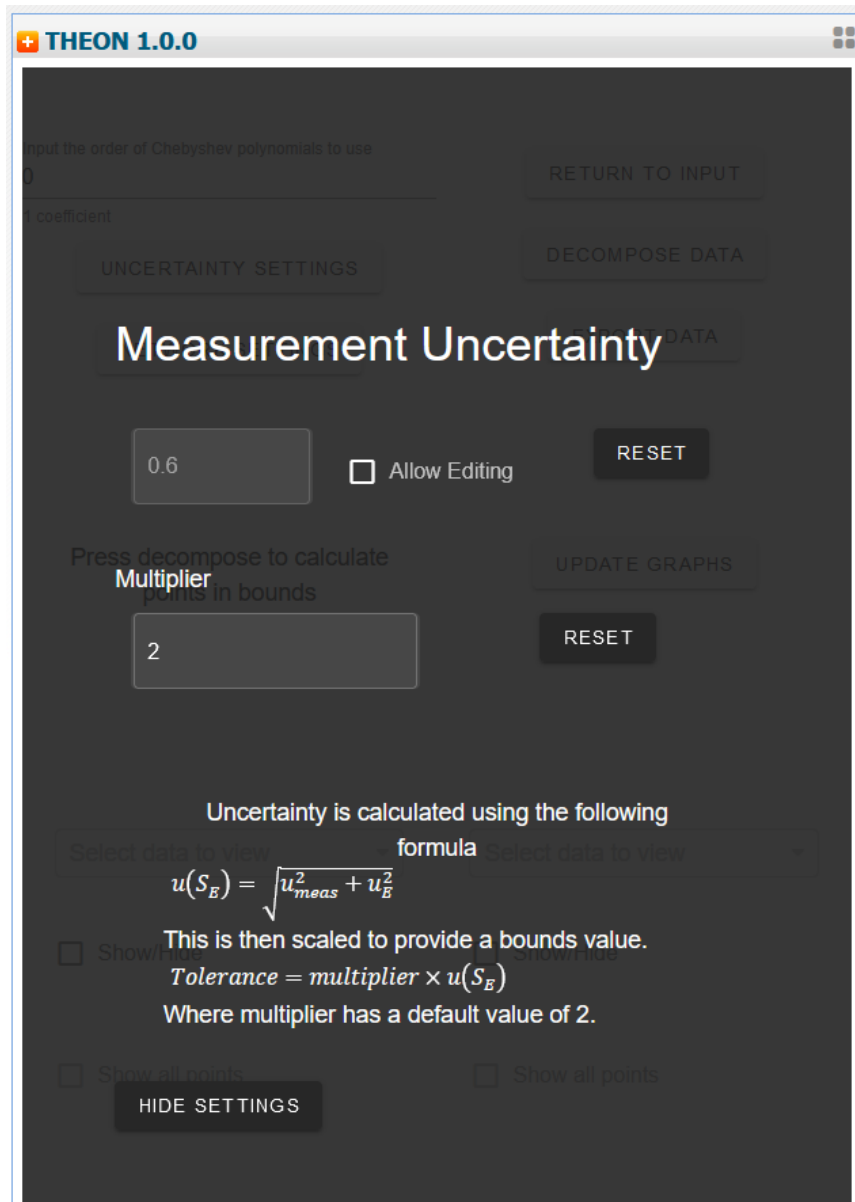 THEON 1.0.0
Input the order of Chebyshev polynomials to use
0
1 coefficient
RETURN TO INPUT
UNCERTAINTY SETTINGS
DECOMPOSE DATA
EXPORT DATA
Measurement Uncertainty
0.6
Allow Editing
RESET
Press decompose to calculate
points in bounds
UPDATE GRAPHS
Multiplier
2
RESET
Uncertainty is calculated using the following
formula
Select data to view
Select data to view
u(S_E) = √(u²_meas + u²_E)
This is then scaled to provide a bounds value.
Show/Hide
Show/Hide
Tolerance = multiplier × u(S_E)
Where multiplier has a default value of 2.
Show all points
Show all points
HIDE SETTINGS